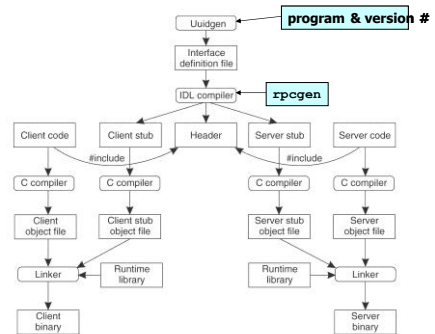 Uuidgen
program & version #
Interface
definition file
IDL compiler
rpcgen
Client code
Client stub
Header
Server stub
Server code
#include
#include
C compiler
C compiler
C compiler
C compiler
Client
object file
Client stub
object file
Server stub
object file
Server
object file
Linker
Runtime
library
Runtime
library
Linker
Client
binary
Server
binary